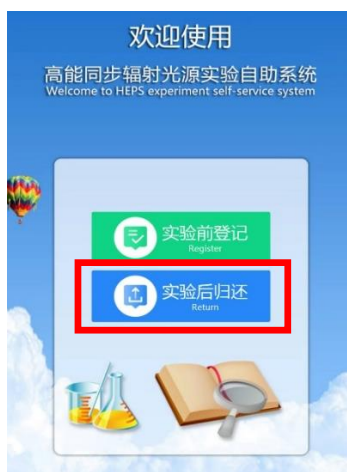 欢迎使用
高能同步辐射光源实验自助系统
Welcome to HEPS experiment self-service system
实验前登记
Register
实验后归还
Return